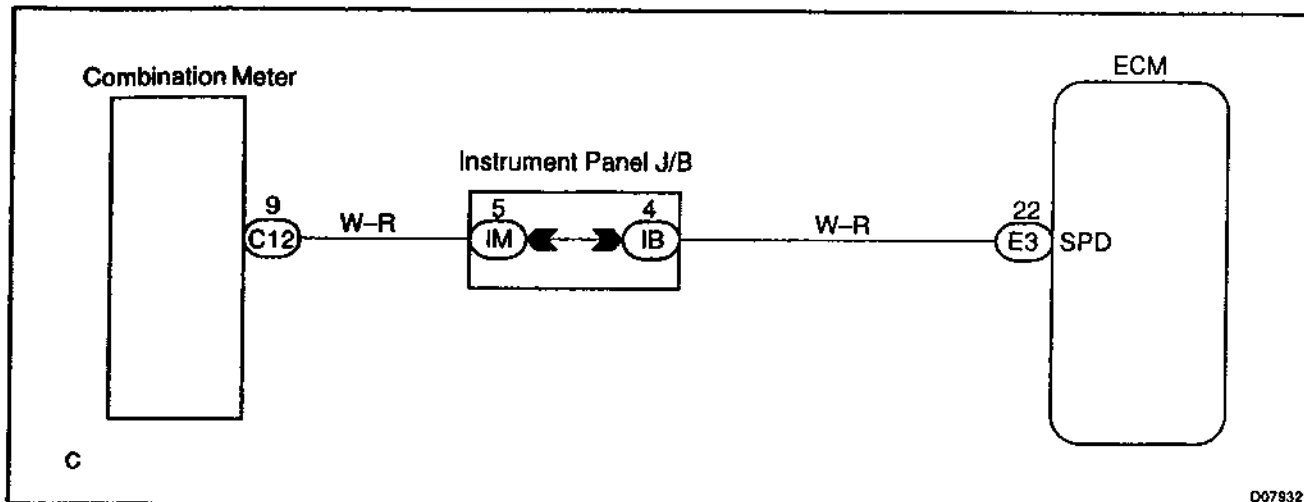 Combination Meter
ECM
Instrument Panel J/B
9
5
4
22
C12
W–R
IM
IB
W–R
E3
SPD
C
D07932